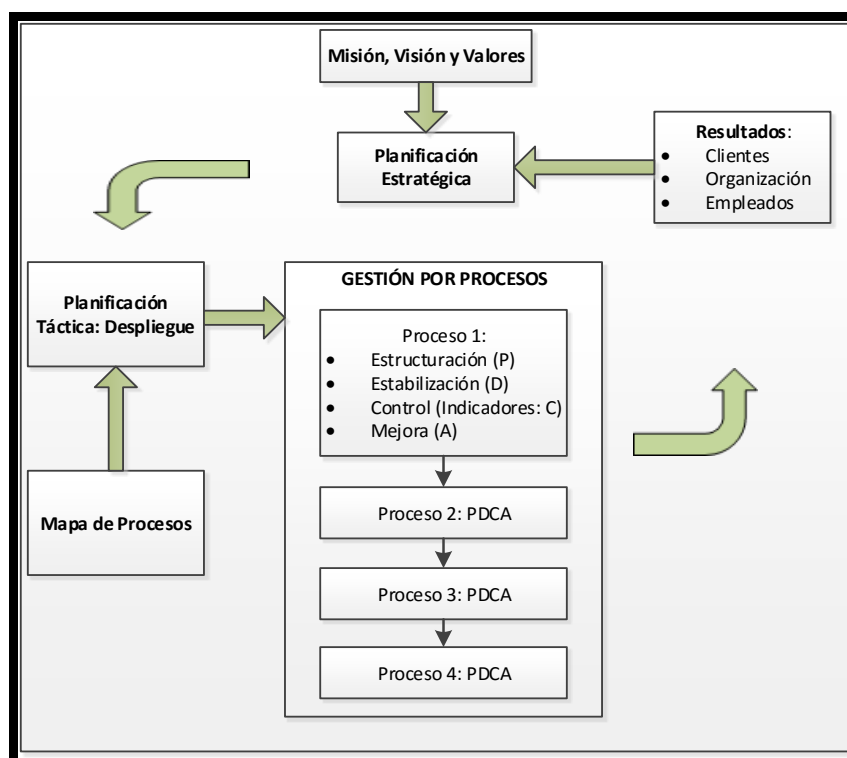 Misión, Visión y Valores
Planificación
Estratégica
Resultados:
• Clientes
• Organización
• Empleados
Planificación
Táctica: Despliegue
Mapa de Procesos
GESTIÓN POR PROCESOS
Proceso 1:
• Estructuración (P)
• Estabilización (D)
• Control (Indicadores: C)
• Mejora (A)
Proceso 2: PDCA
Proceso 3: PDCA
Proceso 4: PDCA